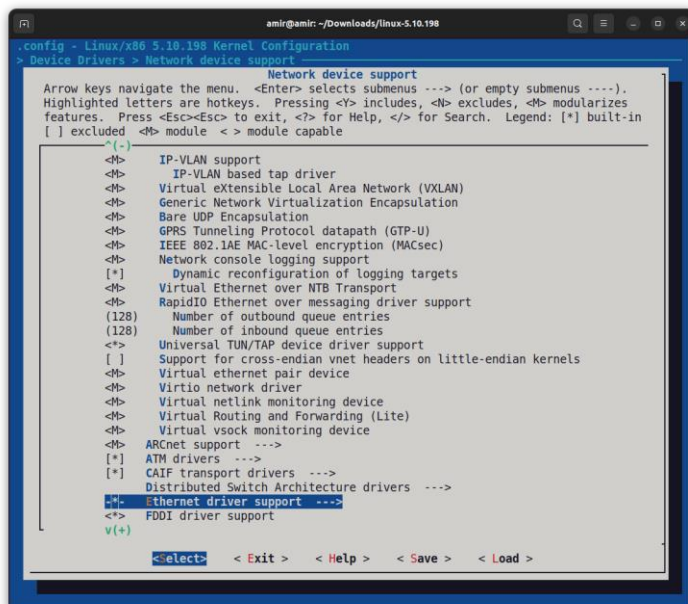 amir@amir: ~/Downloads/linux-5.10.198
.config - Linux/x86 5.10.198 Kernel Configuration
> Device Drivers > Network device support
Network device support
Arrow keys navigate the menu. <Enter> selects submenus ---> (or empty submenus ----).
Highlighted letters are hotkeys. Pressing <Y> includes, <N> excludes, <M> modularizes
features. Press <Esc><Esc> to exit, <?> for Help, </> for Search. Legend: [*] built-in
[ ] excluded <M> module < > module capable
^(-)
<M> IP-VLAN support
<M> IP-VLAN based tap driver
<M> Virtual eXtensible Local Area Network (VXLAN)
<M> Generic Network Virtualization Encapsulation
<M> Bare UDP Encapsulation
<M> GPRS Tunneling Protocol datapath (GTP-U)
<M> IEEE 802.1AE MAC-level encryption (MACsec)
<M> Network console logging support
[*] Dynamic reconfiguration of logging targets
<M> Virtual Ethernet over NTB Transport
<M> RapidIO Ethernet over messaging driver support
(128) Number of outbound queue entries
(128) Number of inbound queue entries
<*> Universal TUN/TAP device driver support
[ ] Support for cross-endian vnet headers on little-endian kernels
<M> Virtual ethernet pair device
<M> Virtio network driver
<M> Virtual netlink monitoring device
<M> Virtual Routing and Forwarding (Lite)
<M> Virtual vsock monitoring device
<M> ARCnet support --->
[*] ATM drivers --->
[*] CAIF transport drivers --->
Distributed Switch Architecture drivers --->
-*- Ethernet driver support --->
<*> FDDI driver support
v(+)
<Select> < Exit > < Help > < Save > < Load >